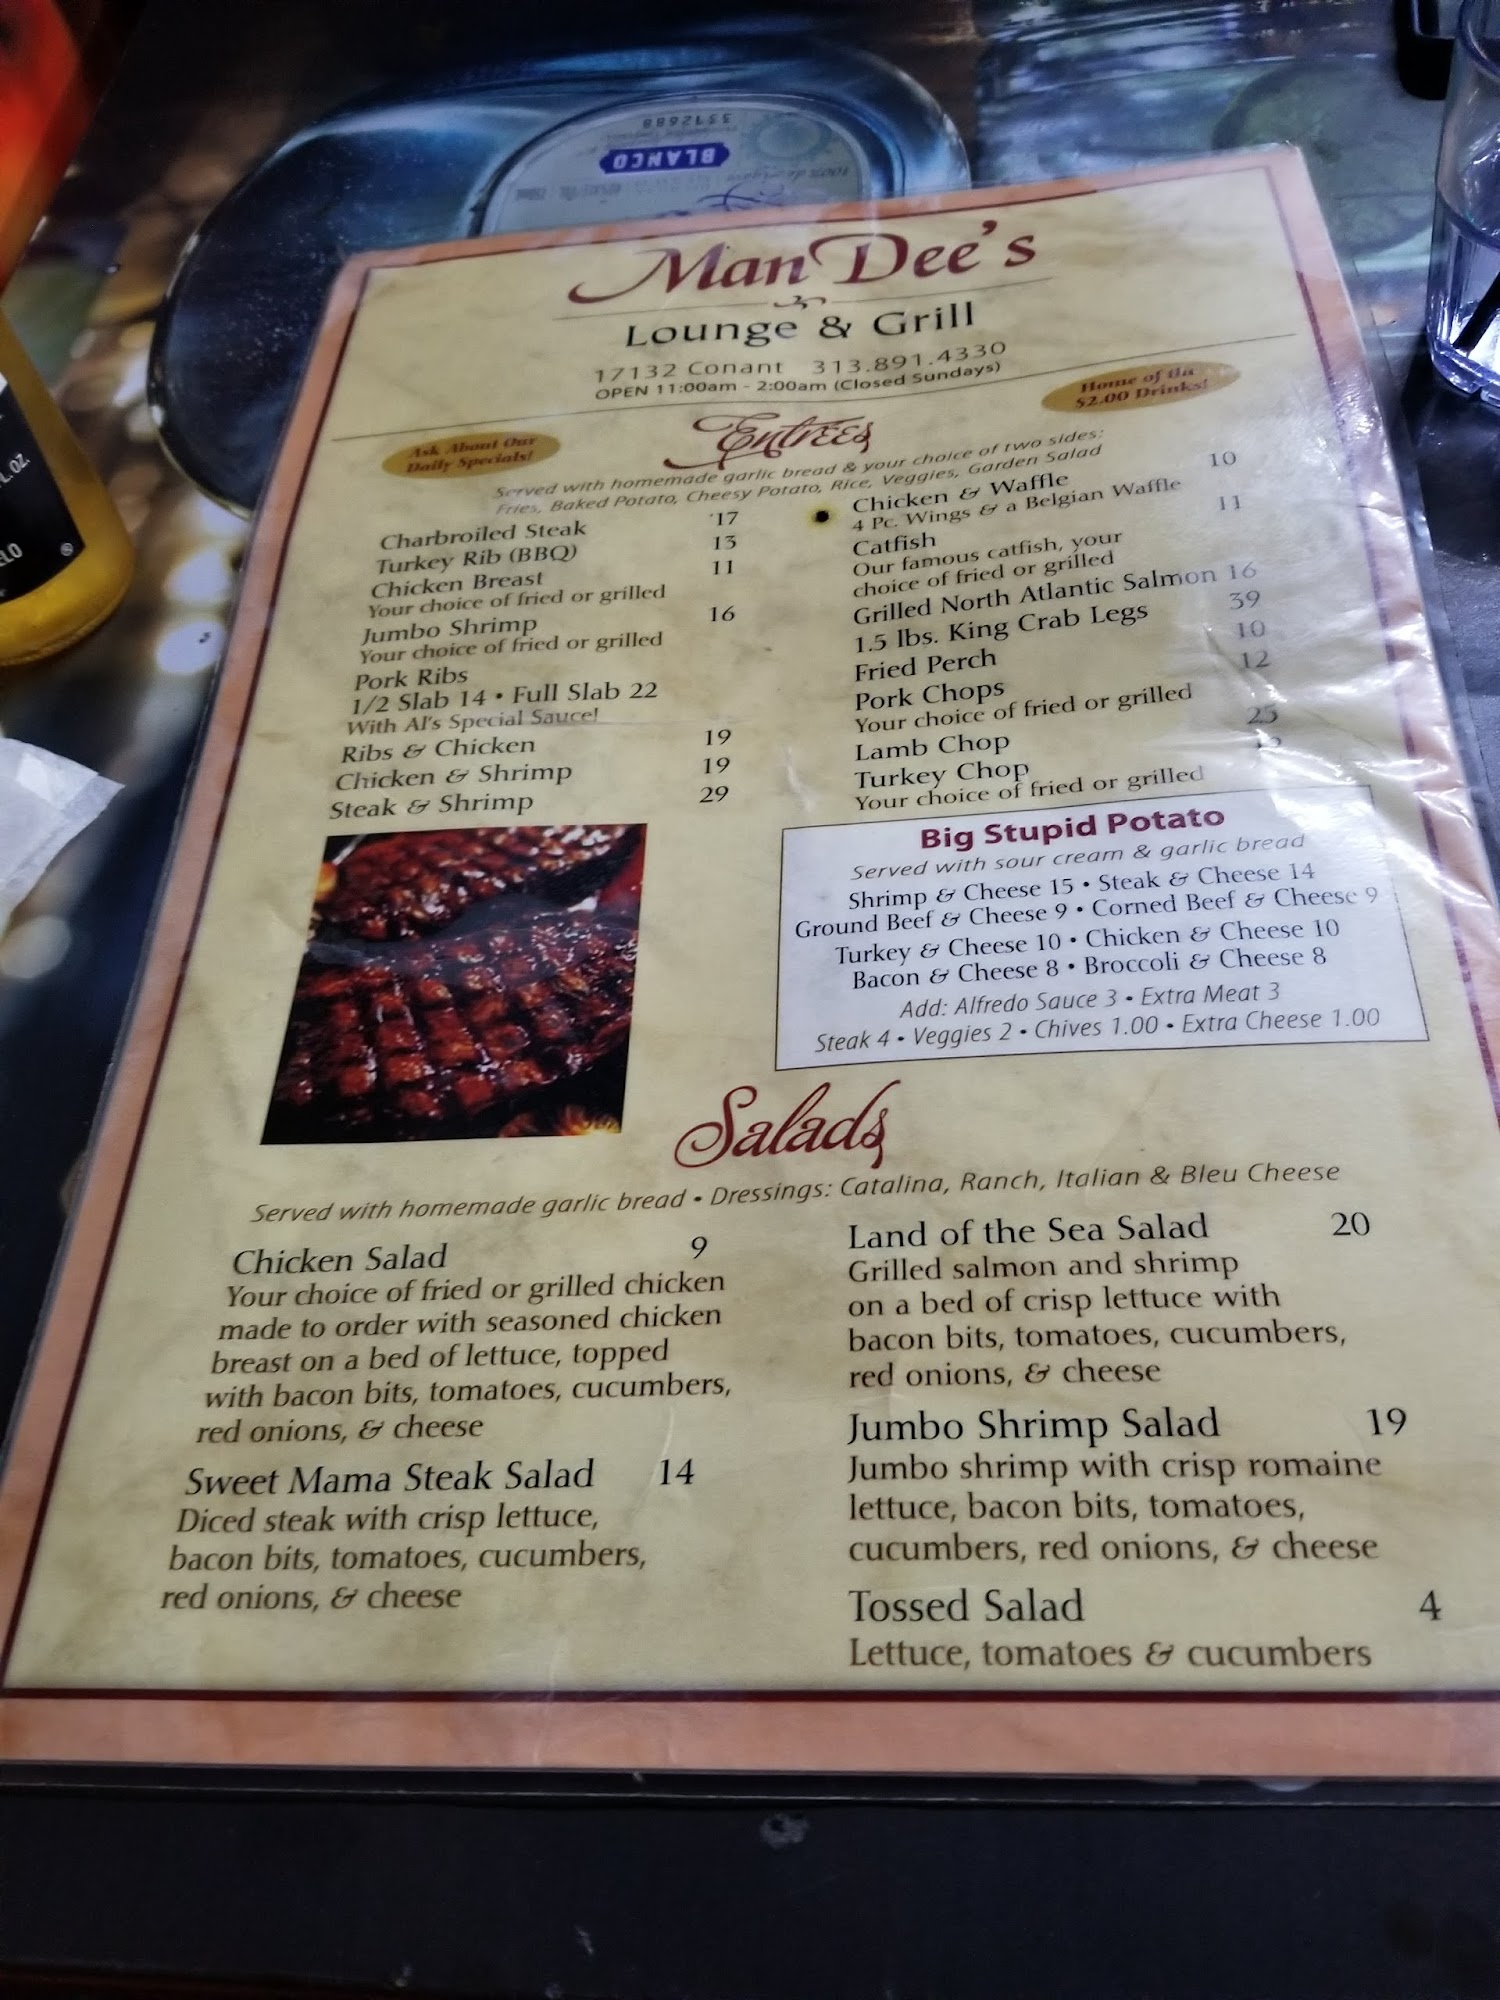 3312688
BLANCO
Man Dee's
Lounge & Grill
17132 Conant 313.891.4330
OPEN 11:00am - 2:00am (Closed Sundays)
Ask About Our
Daily Specials!
Home of tha
$2.00 Drinks!
Entrées
Served with homemade garlic bread & your choice of two sides:
Fries, Baked Potato, Cheesy Potato, Rice, Veggies, Garden Salad
Charbroiled Steak 17
Turkey Rib (BBQ) 13
Chicken Breast 11
Your choice of fried or grilled
Jumbo Shrimp 16
Your choice of fried or grilled
Pork Ribs
1/2 Slab 14 • Full Slab 22
With Al's Special Sauce!
Ribs & Chicken 19
Chicken & Shrimp 19
Steak & Shrimp 29
Chicken & Waffle 10
4 Pc. Wings & a Belgian Waffle
Catfish 11
Our famous catfish, your
choice of fried or grilled
Grilled North Atlantic Salmon 16
1.5 lbs. King Crab Legs 39
Fried Perch 10
Pork Chops 12
Your choice of fried or grilled
Lamb Chop 25
Turkey Chop
Your choice of fried or grilled
Big Stupid Potato
Served with sour cream & garlic bread
Shrimp & Cheese 15 • Steak & Cheese 14
Ground Beef & Cheese 9 • Corned Beef & Cheese 9
Turkey & Cheese 10 • Chicken & Cheese 10
Bacon & Cheese 8 • Broccoli & Cheese 8
Add: Alfredo Sauce 3 • Extra Meat 3
Steak 4 • Veggies 2 • Chives 1.00 • Extra Cheese 1.00
Salads
Served with homemade garlic bread • Dressings: Catalina, Ranch, Italian & Bleu Cheese
Chicken Salad 9
Your choice of fried or grilled chicken
made to order with seasoned chicken
breast on a bed of lettuce, topped
with bacon bits, tomatoes, cucumbers,
red onions, & cheese
Sweet Mama Steak Salad 14
Diced steak with crisp lettuce,
bacon bits, tomatoes, cucumbers,
red onions, & cheese
Land of the Sea Salad 20
Grilled salmon and shrimp
on a bed of crisp lettuce with
bacon bits, tomatoes, cucumbers,
red onions, & cheese
Jumbo Shrimp Salad 19
Jumbo shrimp with crisp romaine
lettuce, bacon bits, tomatoes,
cucumbers, red onions, & cheese
Tossed Salad 4
Lettuce, tomatoes & cucumbers